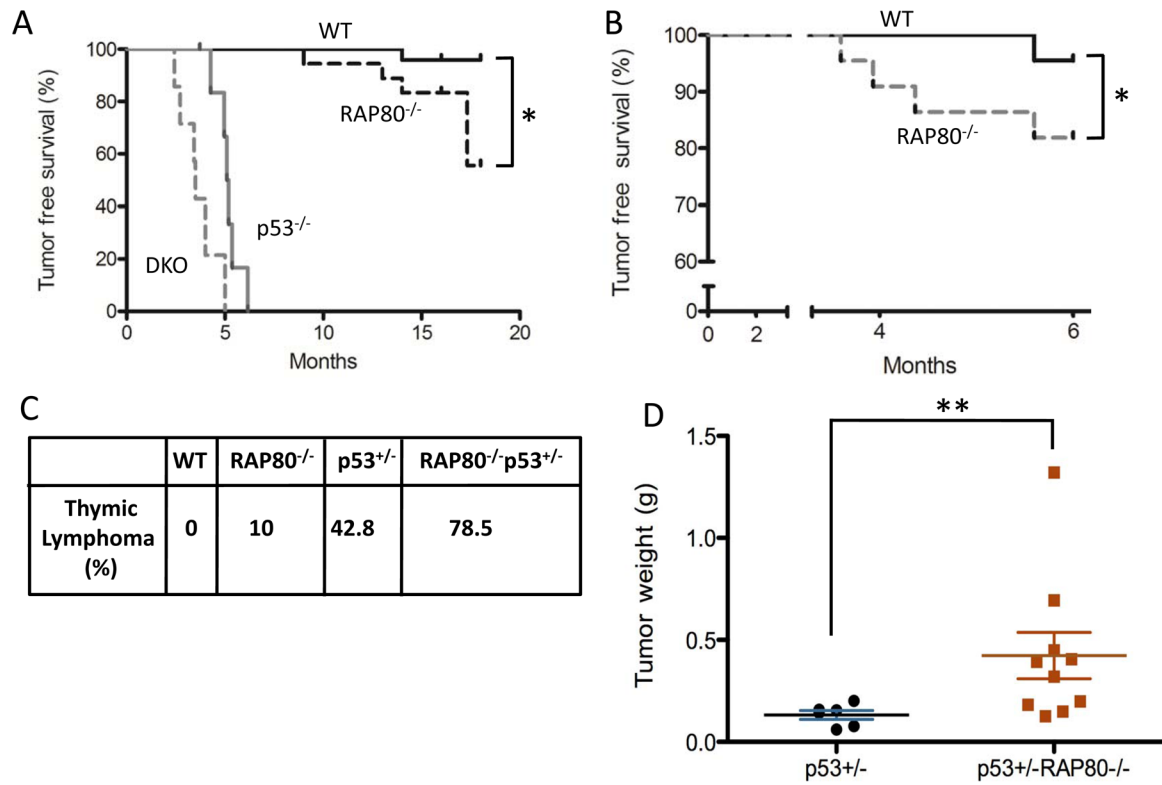 A
WT
100
80
60
40
20
0
Tumor free survival (%)
RAP80-/-
*
p53-/-
DKO
0 5 10 15 20
Months
B
WT
100
90
80
70
60
0
Tumor free survival (%)
RAP80-/-
*
0 2 4 6
Months
C
WT RAP80-/- p53+/- RAP80-/-p53+/-
Thymic
Lymphoma
(%)
0 10 42.8 78.5
D
**
1.5
1.0
0.5
0.0
Tumor weight (g)
p53+/- p53+/-RAP80-/-